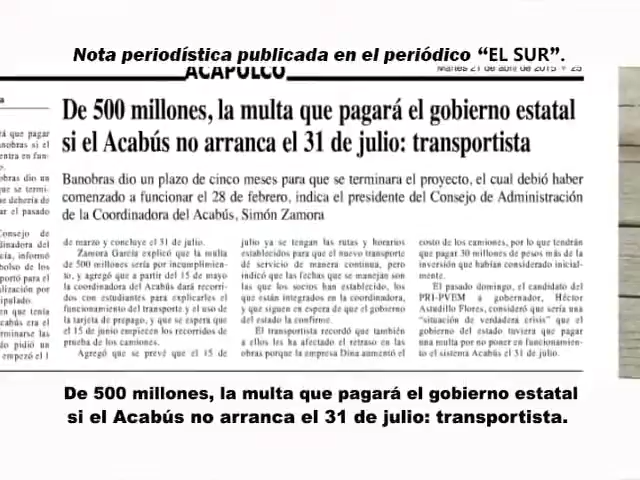 Nota periodística publicada en el periódico “EL SUR”.
ACAPULCO
Martes 21 de abril de 2015 25
De 500 millones, la multa que pagará el gobierno estatal
si el Acabús no arranca el 31 de julio: transportista
Banobras dio un plazo de cinco meses para que se terminara el proyecto, el cual debió haber
comenzado a funcionar el 28 de febrero, indica el presidente del Consejo de Administración
de la Coordinadora del Acabús, Simón Zamora
de marzo y concluye el 31 de julio.
Zamora García explicó que la multa
de 500 millones sería por incumplimien-
to, y agregó que a partir del 15 de mayo
la coordinadora del Acabús dará recorri-
dos con estudiantes para explicarles el
funcionamiento del transporte y el uso de
la tarjeta de prepago, y que se espera que
el 15 de junio empiecen los recorridos de
prueba de los camiones.
Agregó que se prevé que el 15 de
julio ya se tengan las rutas y horarios
establecidos para que el nuevo transporte
dé servicio de manera continua, pero
indicó que las fechas que se manejan son
las que los socios han establecido, los
que están integrados en la coordinadora,
y que siguen en espera de que el gobierno
del estado la confirme.
El transportista recordó que también
a ellos les ha afectado el retraso en las
obras porque la empresa Dina aumentó el
costo de los camiones, por lo que tendrán
que pagar 30 millones de pesos más de la
inversión que habían considerado inicial-
mente.
El pasado domingo, el candidato del
PRI-PVEM a gobernador, Héctor
Astudillo Flores, consideró que sería una
“situación de verdadera crisis” que el
gobierno del estado tuviera que pagar
una multa por no poner en funcionamien-
to el sistema Acabús el 31 de julio.
De 500 millones, la multa que pagará el gobierno estatal
si el Acabús no arranca el 31 de julio: transportista.